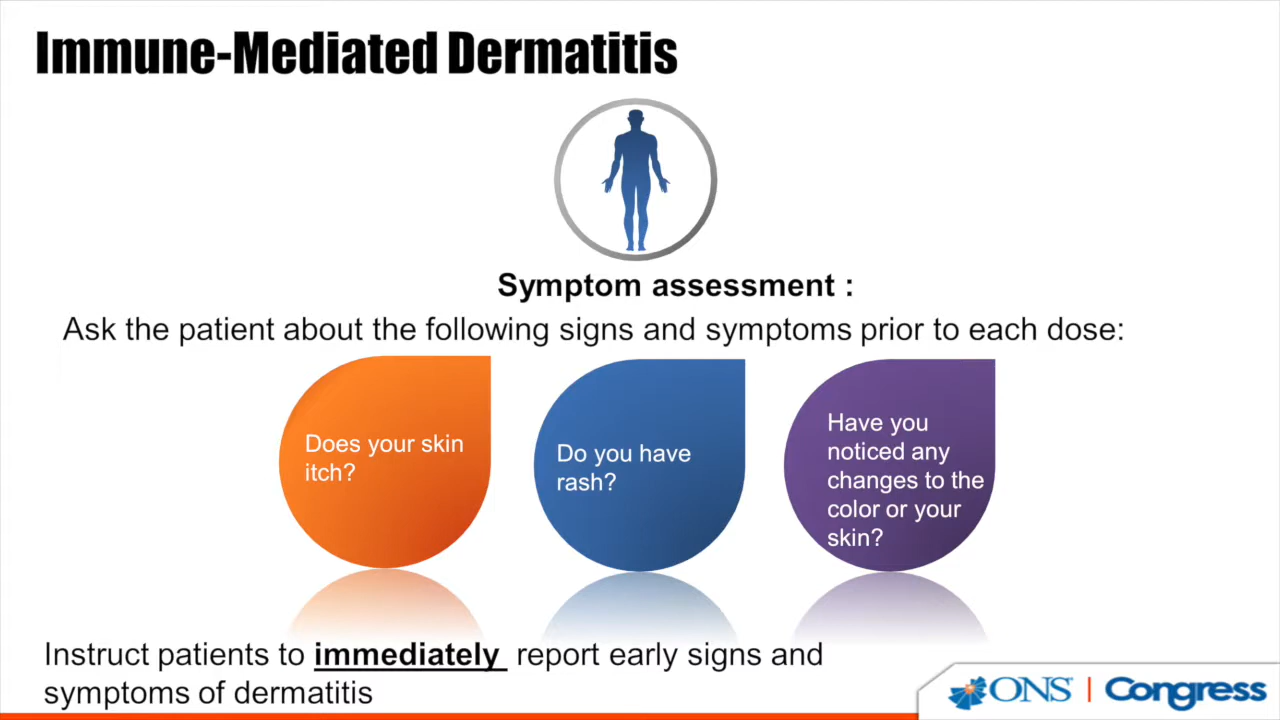 Immune-Mediated Dermatitis
Symptom assessment :
Ask the patient about the following signs and symptoms prior to each dose:
Does your skin
itch?
Do you have
rash?
Have you
noticed any
changes to the
color or your
skin?
Instruct patients to immediately report early signs and
symptoms of dermatitis
ONS | Congress